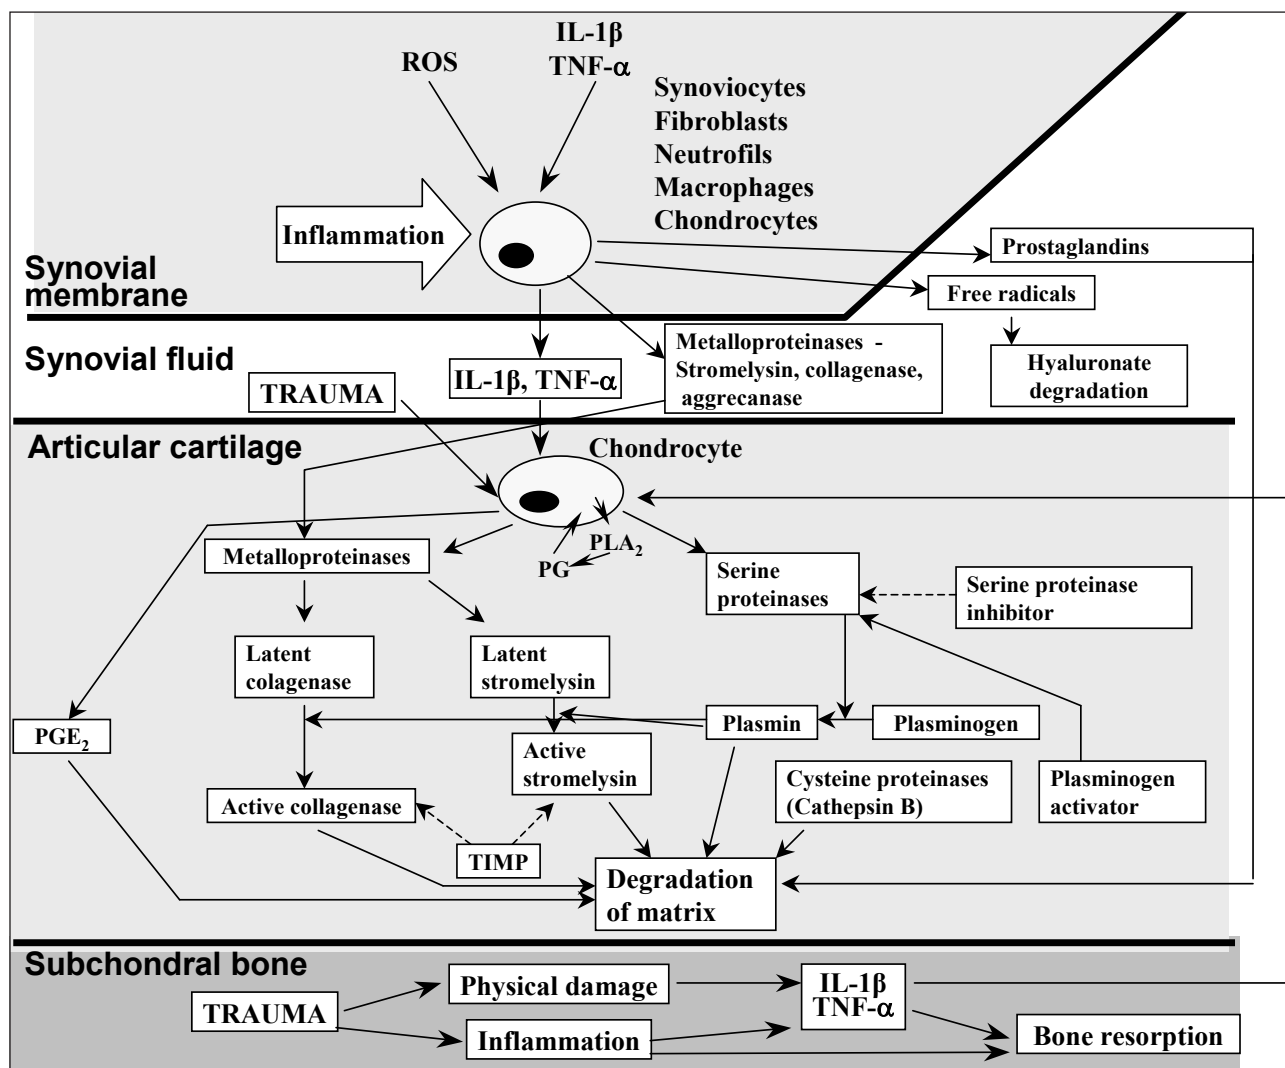 IL-1β
TNF-α
ROS
Synoviocytes
Fibroblasts
Neutrofils
Macrophages
Chondrocytes
Inflammation
Synovial
membrane
Prostaglandins
Free radicals
Synovial fluid
Metalloproteinases -
Stromelysin, collagenase,
aggrecanase
Hyaluronate
degradation
IL-1β, TNF-α
TRAUMA
Articular cartilage
Chondrocyte
PLA₂
PG
Metalloproteinases
Serine
proteinases
Serine proteinase
inhibitor
Latent
colagenase
Latent
stromelysin
PGE₂
Plasmin
Plasminogen
Active
stromelysin
Cysteine proteinases
(Cathepsin B)
Plasminogen
activator
Active collagenase
TIMP
Degradation
of matrix
Subchondral bone
TRAUMA
Physical damage
IL-1β
TNF-α
Inflammation
Bone resorption